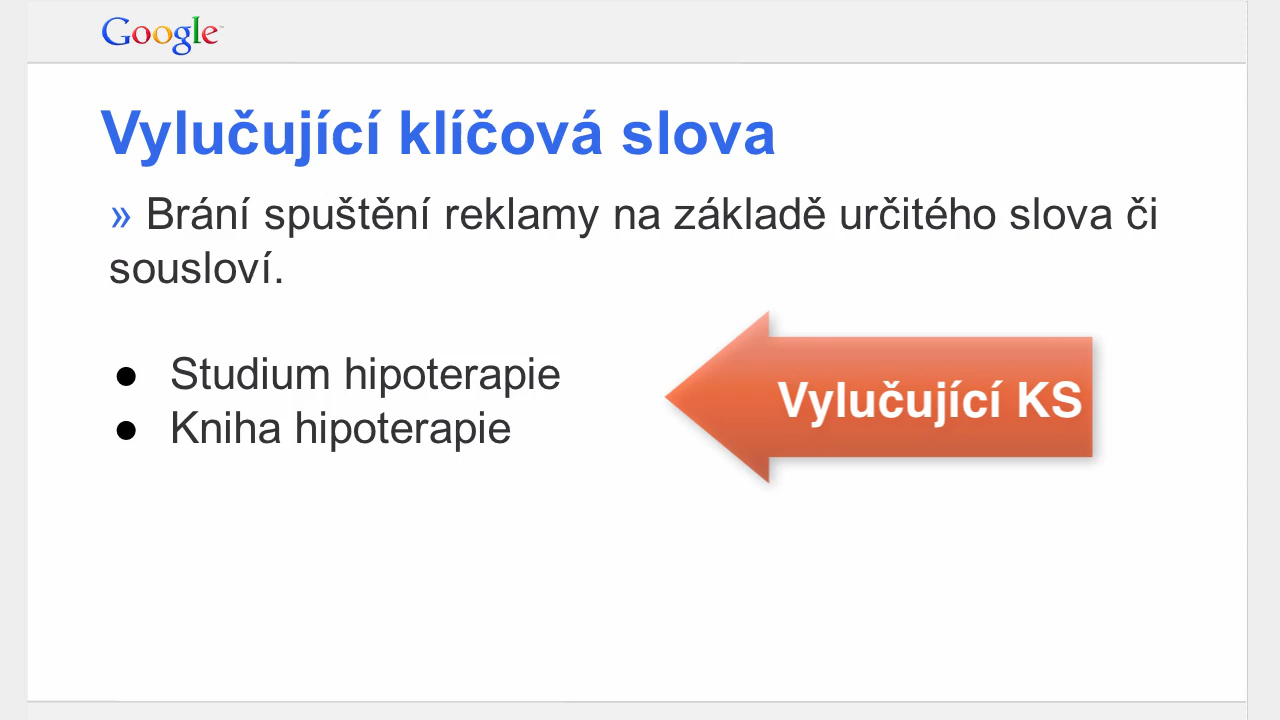 Google
Vylučující klíčová slova
» Brání spuštění reklamy na základě určitého slova či
sousloví.
● Studium hipoterapie
● Kniha hipoterapie
Vylučující KS